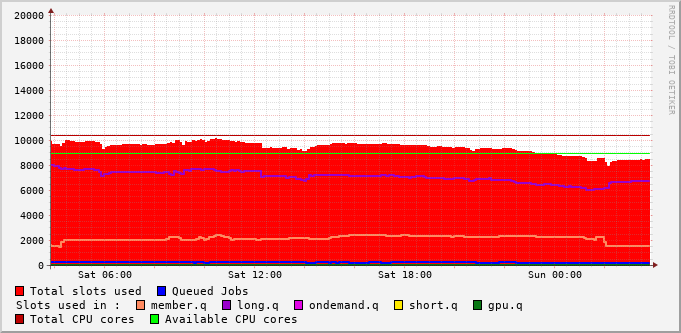 20000
18000
16000
14000
12000
10000
8000
6000
4000
2000
0
Sat 06:00 Sat 12:00 Sat 18:00 Sun 00:00
Total slots used Queued Jobs
Slots used in : member.q long.q ondemand.q short.q gpu.q
Total CPU cores Available CPU cores
RRDTOOL / TOBI OETIKER